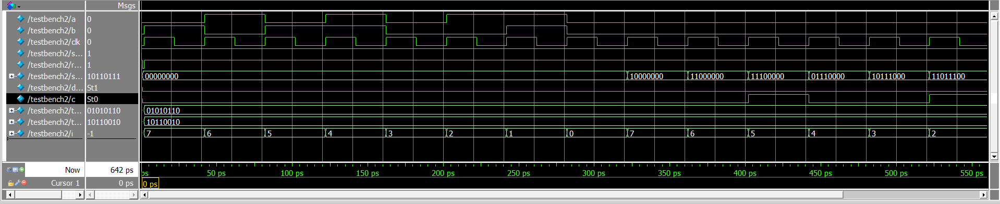 Msgs
/testbench2/a 0
/testbench2/b 0
/testbench2/clk 0
/testbench2/s... 1
/testbench2/r... 1
/testbench2/s... 10110111 00000000 10000000 11000000 11100000 01110000 10111000 11011100
/testbench2/d... St1
/testbench2/c St0
/testbench2/t... 01010110 01010110
/testbench2/t... 10110010 10110010
/testbench2/i -1 7 6 5 4 3 2 1 0 7 6 5 4 3 2
Now 642 ps ps 50 ps 100 ps 150 ps 200 ps 250 ps 300 ps 350 ps 400 ps 450 ps 500 ps 550 ps
Cursor 1 0 ps 0 ps